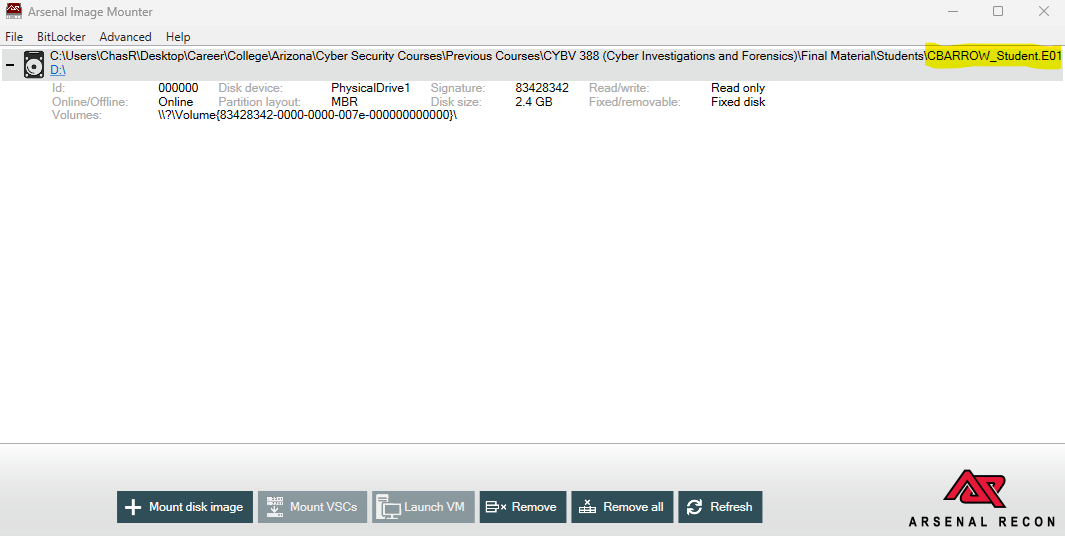 Arsenal Image Mounter
File BitLocker Advanced Help
C:\Users\ChasR\Desktop\Career\College\Arizona\Cyber Security Courses\Previous Courses\CYBV 388 (Cyber Investigations and Forensics)\Final Material\Students\CBARROW_Student.E01
D:\
Id: 000000 Disk device: PhysicalDrive1 Signature: 83428342 Read/write: Read only
Online/Offline: Online Partition layout: MBR Disk size: 2.4 GB Fixed/removable: Fixed disk
Volumes: \\?\Volume{83428342-0000-0000-007e-000000000000}\
Mount disk image Mount VSCs Launch VM Remove Remove all Refresh
ARSENAL RECON